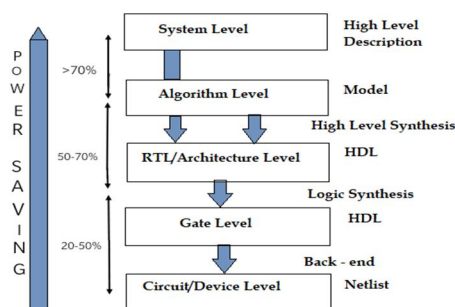 POWER SAVING
System Level
High Level
Description
>70%
Algorithm Level
Model
High Level Synthesis
50-70%
RTL/Architecture Level
HDL
Logic Synthesis
Gate Level
HDL
20-50%
Back - end
Circuit/Device Level
Netlist